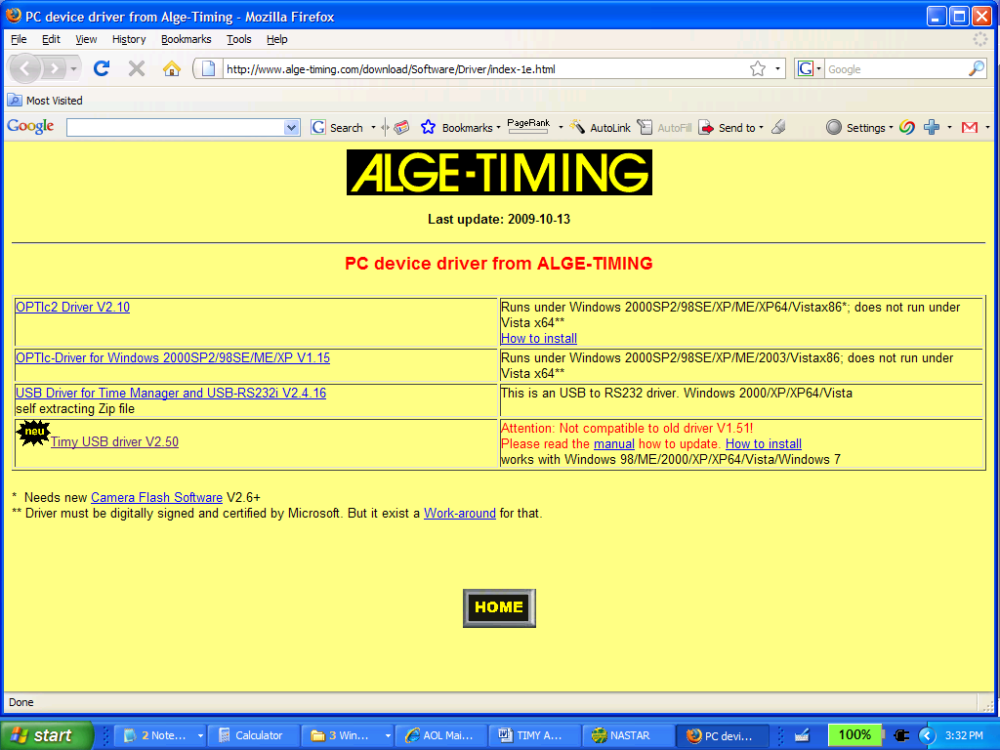 PC device driver from Alge-Timing - Mozilla Firefox
File Edit View History Bookmarks Tools Help
http://www.alge-timing.com/download/Software/Driver/index-1e.html
G Google
Most Visited
Google G Search Bookmarks PageRank AutoLink AutoFill Send to Settings
ALGE-TIMING
Last update: 2009-10-13
PC device driver from ALGE-TIMING
OPTIc2 Driver V2.10
Runs under Windows 2000SP2/98SE/XP/ME/XP64/Vistax86*; does not run under
Vista x64**
How to install
OPTIc-Driver for Windows 2000SP2/98SE/ME/XP V1.15
Runs under Windows 2000SP2/98SE/XP/ME/2003/Vistax86; does not run under
Vista x64**
USB Driver for Time Manager and USB-RS232i V2.4.16
self extracting Zip file
This is an USB to RS232 driver. Windows 2000/XP/XP64/Vista
neu
Timy USB driver V2.50
Attention: Not compatible to old driver V1.51!
Please read the manual how to update. How to install
works with Windows 98/ME/2000/XP/XP64/Vista/Windows 7
* Needs new Camera Flash Software V2.6+
** Driver must be digitally signed and certified by Microsoft. But it exist a Work-around for that.
HOME
Done
start 2 Note... Calculator 3 Win... AOL Mai... TIMY A... NASTAR PC devi... 100% 3:32 PM